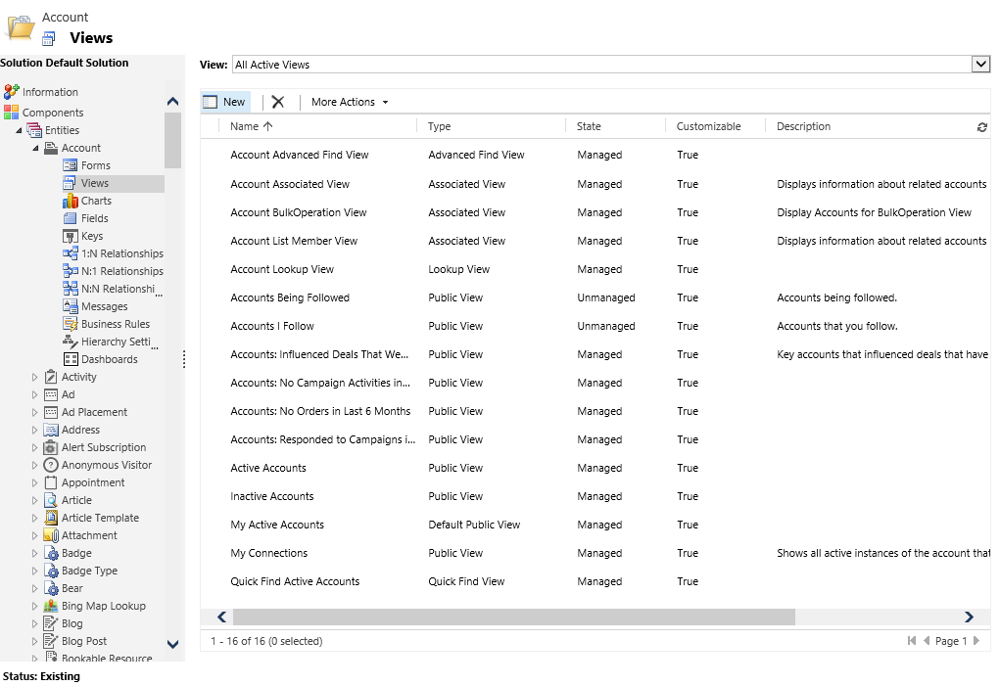 Account
Views
Solution Default Solution
Information
Components
Entities
Account
Forms
Views
Charts
Fields
Keys
1:N Relationships
N:1 Relationships
N:N Relationshi...
Messages
Business Rules
Hierarchy Setti...
Dashboards
Activity
Ad
Ad Placement
Address
Alert Subscription
Anonymous Visitor
Appointment
Article
Article Template
Attachment
Badge
Badge Type
Bear
Bing Map Lookup
Blog
Blog Post
Bookable Resource
View: All Active Views
New More Actions
Name Type State Customizable Description
Account Advanced Find View Advanced Find View Managed True
Account Associated View Associated View Managed True Displays information about related accounts
Account BulkOperation View Associated View Managed True Display Accounts for BulkOperation View
Account List Member View Associated View Managed True Displays information about related accounts
Account Lookup View Lookup View Managed True
Accounts Being Followed Public View Unmanaged True Accounts being followed.
Accounts I Follow Public View Unmanaged True Accounts that you follow.
Accounts: Influenced Deals That We... Public View Managed True Key accounts that influenced deals that have
Accounts: No Campaign Activities in... Public View Managed True
Accounts: No Orders in Last 6 Months Public View Managed True
Accounts: Responded to Campaigns i... Public View Managed True
Active Accounts Public View Managed True
Inactive Accounts Public View Managed True
My Active Accounts Default Public View Managed True
My Connections Public View Managed True Shows all active instances of the account that
Quick Find Active Accounts Quick Find View Managed True
1 - 16 of 16 (0 selected) Page 1
Status: Existing